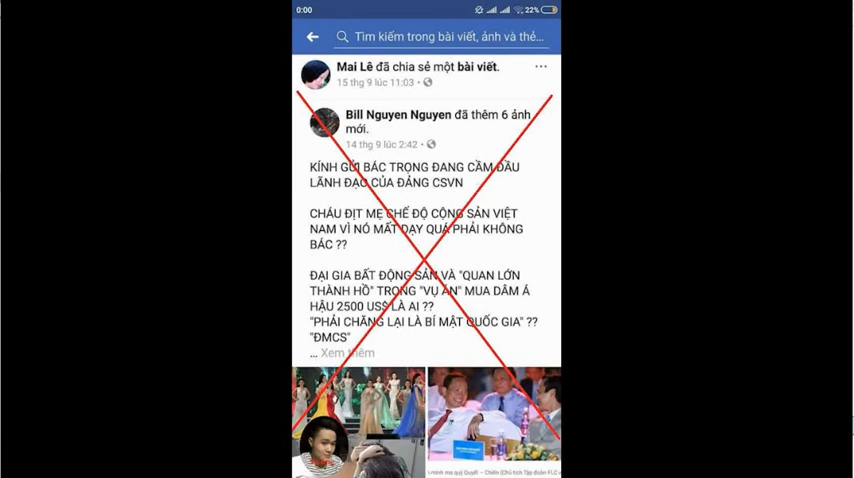 0:00
22%
Tìm kiếm trong bài viết, ảnh và thẻ...
Mai Lê đã chia sẻ một bài viết.
15 thg 9 lúc 11:03 •
Bill Nguyen Nguyen đã thêm 6 ảnh
mới.
14 thg 9 lúc 2:42 •
KÍNH GỬI BÁC TRỌNG ĐANG CẦM ĐẦU
LÃNH ĐẠO CỦA ĐẢNG CSVN
CHÁU ĐỊT MẸ CHẾ ĐỘ CỘNG SẢN VIỆT
NAM VÌ NÓ MẤT DẠY QUÁ PHẢI KHÔNG
BÁC ??
ĐẠI GIA BẤT ĐỘNG SẢN VÀ "QUAN LỚN
THÀNH HỒ" TRONG "VỤ ÁN" MUA DÂM Á
HẬU 2500 US$ LÀ AI ??
"PHẢI CHĂNG LẠI LÀ BÍ MẬT QUỐC GIA" ??
"ĐMCS"
... Xem thêm
minh mạ quý Quyết – Chiến (Chủ tịch Tập đoàn FLC